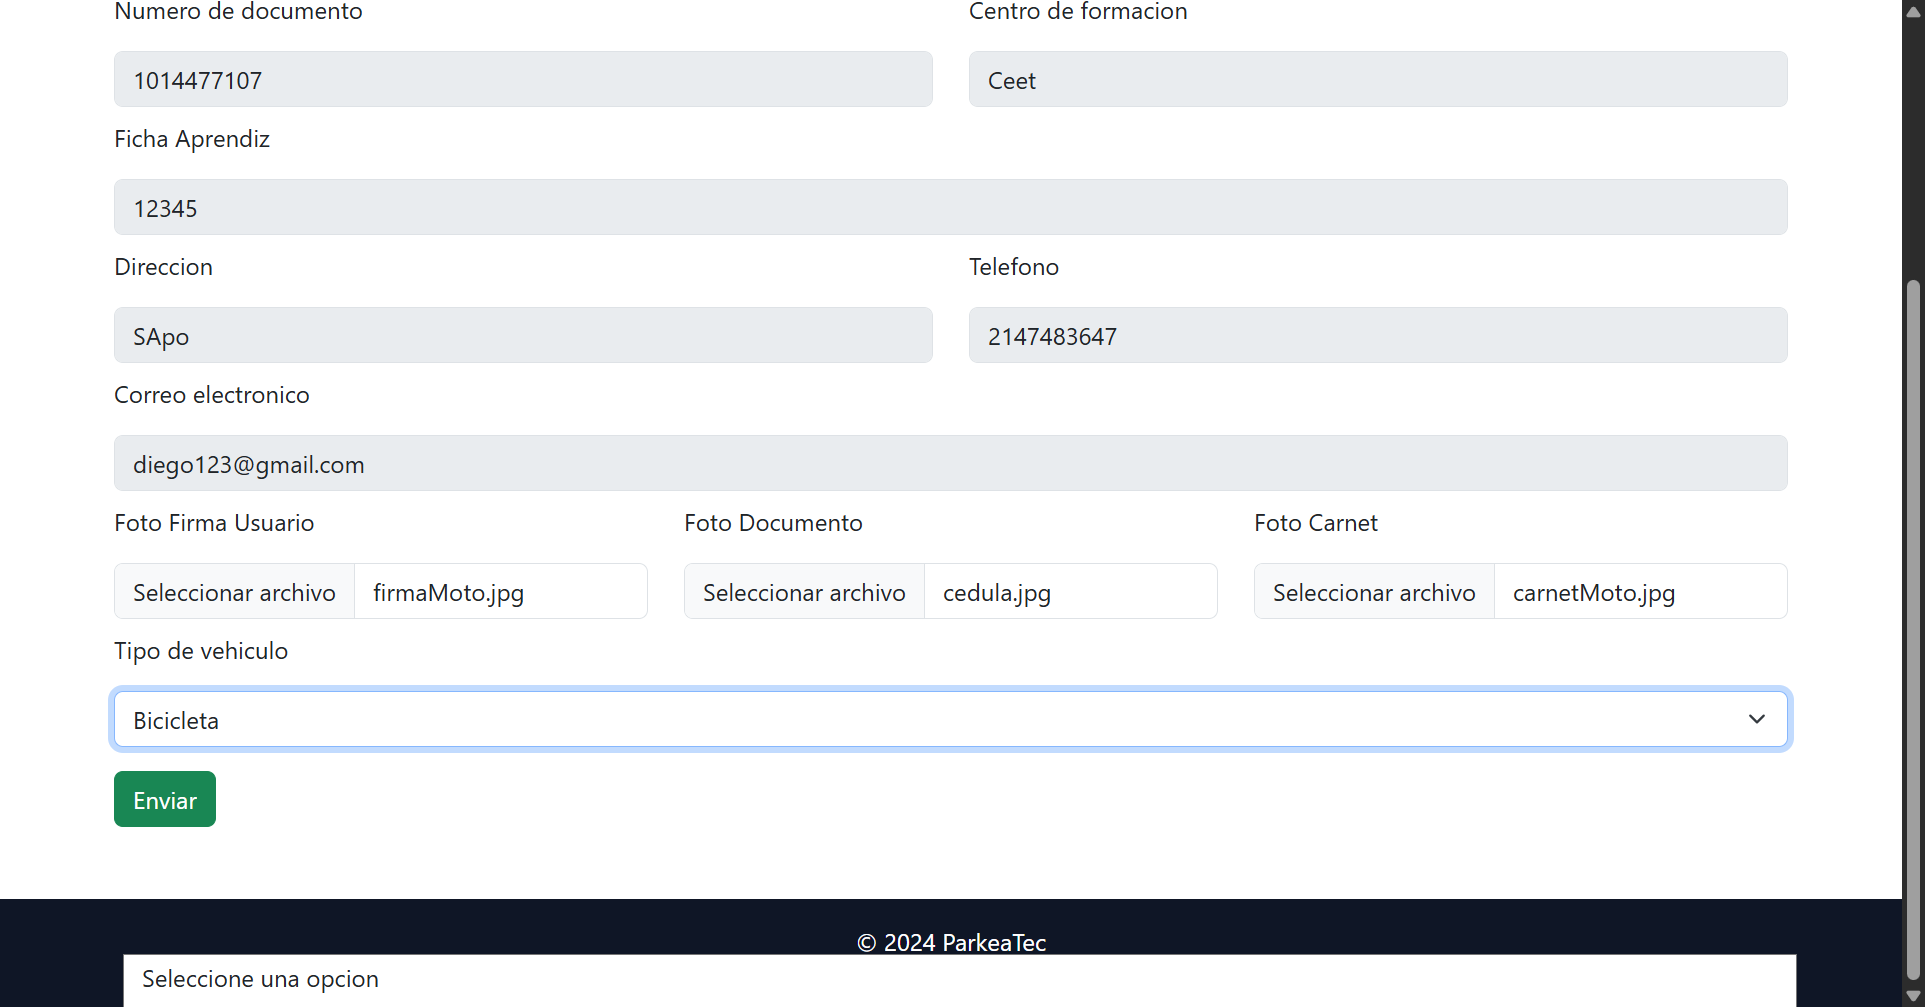 Numero de documento
Centro de formacion
1014477107
Ceet
Ficha Aprendiz
12345
Direccion
Telefono
SApo
2147483647
Correo electronico
diego123@gmail.com
Foto Firma Usuario
Foto Documento
Foto Carnet
Seleccionar archivo firmaMoto.jpg
Seleccionar archivo cedula.jpg
Seleccionar archivo carnetMoto.jpg
Tipo de vehiculo
Bicicleta
Enviar
© 2024 ParkeaTec
Seleccione una opcion